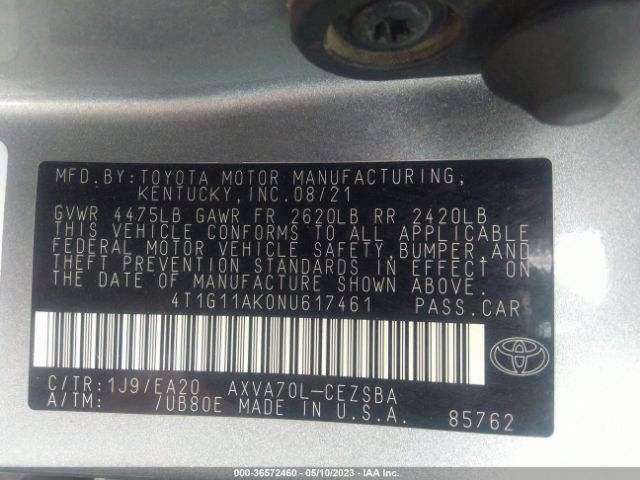 MFD.BY:TOYOTA MOTOR MANUFACTURING,
KENTUCKY,INC.08/21
GVWR 4475LB GAWR FR 2620LB RR 2420LB
THIS VEHICLE CONFORMS TO ALL APPLICABLE
FEDERAL MOTOR VEHICLE SAFETY,BUMPER,AND
THEFT PREVENTION STANDARDS IN EFFECT ON
THE DATE OF MANUFACTURE SHOWN ABOVE.
4T1G11AK0NU617461 PASS.CAR
C/TR:1J9/EA20 AXVA70L-CEZSBA
A/TM: 7UB80E MADE IN U.S.A. 85762
000-36572460 - 05/10/2023 - IAA Inc.